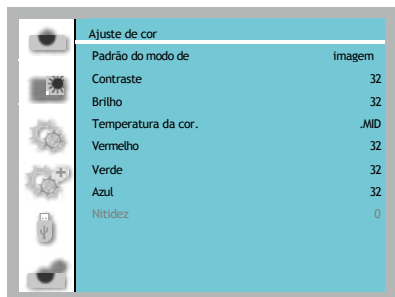 Ajuste de cor
Padrão do modo de imagem
Contraste 32
Brilho 32
Temperatura da cor. .MID
Vermelho 32
Verde 32
Azul 32
Nitidez 0